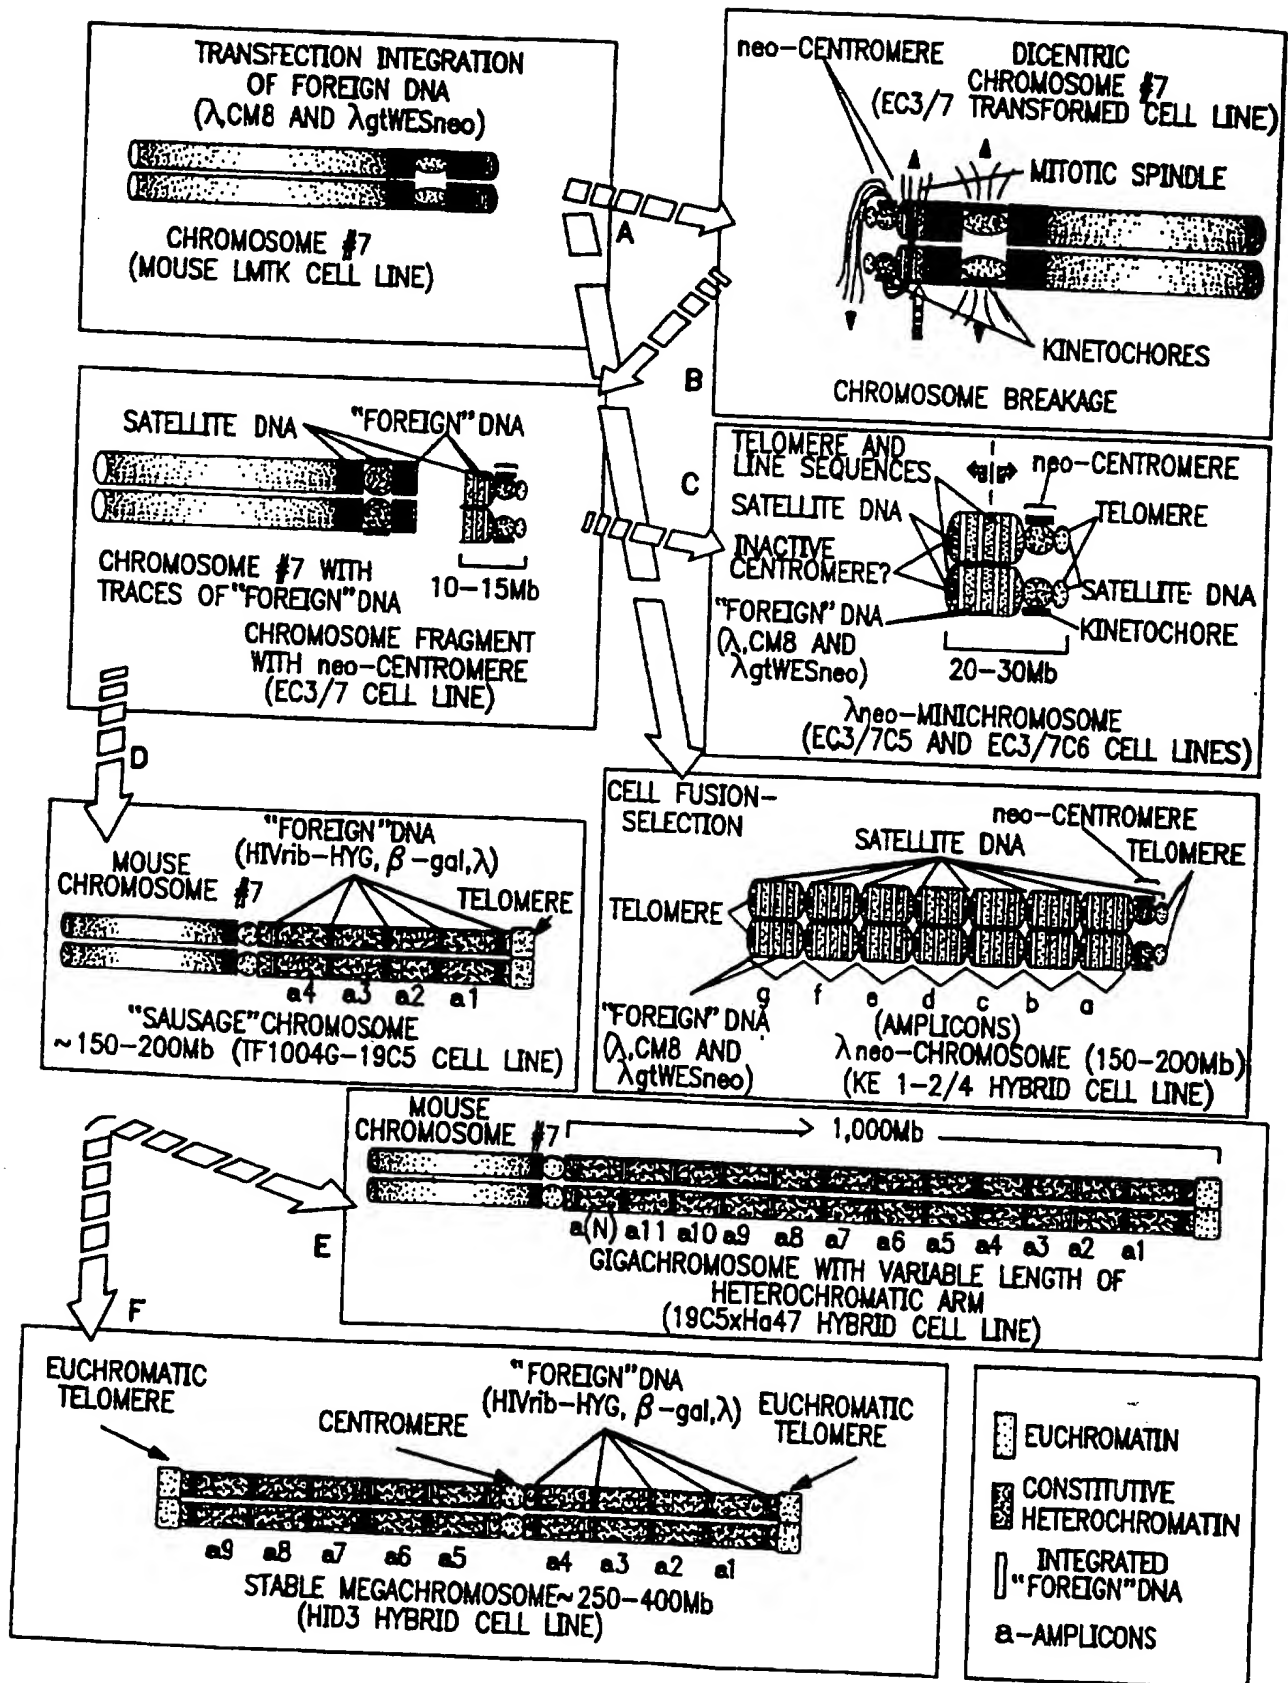 TRANSFECTION INTEGRATION
OF FOREIGN DNA
(λ,CM8 AND λgtWESneo)
CHROMOSOME #7
(MOUSE LMTK CELL LINE)
A
neo-CENTROMERE
DICENTRIC
CHROMOSOME #7
(EC3/7 TRANSFORMED CELL LINE)
MITOTIC SPINDLE
KINETOCHORES
CHROMOSOME BREAKAGE
B
SATELLITE DNA
"FOREIGN" DNA
CHROMOSOME #7 WITH
TRACES OF "FOREIGN" DNA
10-15Mb
CHROMOSOME FRAGMENT
WITH neo-CENTROMERE
(EC3/7 CELL LINE)
C
TELOMERE AND
LINE SEQUENCES
neo-CENTROMERE
SATELLITE DNA
TELOMERE
INACTIVE
CENTROMERE?
SATELLITE DNA
"FOREIGN" DNA
(λ,CM8 AND
λgtWESneo)
KINETOCHORE
20-30Mb
λneo-MINICHROMOSOME
(EC3/7C5 AND EC3/7C6 CELL LINES)
D
"FOREIGN" DNA
(HIVrib-HYG, β-gal,λ)
MOUSE
CHROMOSOME #7
TELOMERE
a4 a3 a2 a1
"SAUSAGE" CHROMOSOME
~150-200Mb (TF1004G-19C5 CELL LINE)
CELL FUSION-
SELECTION
neo-CENTROMERE
SATELLITE DNA
TELOMERE
TELOMERE
g f e d c b a
"FOREIGN" DNA
(λ,CM8 AND
λgtWESneo)
(AMPLICONS)
λneo-CHROMOSOME (150-200Mb)
(KE 1-2/4 HYBRID CELL LINE)
E
MOUSE
CHROMOSOME #7
1,000Mb
a(N) a11 a10 a9 a8 a7 a6 a5 a4 a3 a2 a1
GIGACHROMOSOME WITH VARIABLE LENGTH OF
HETEROCHROMATIC ARM
(19C5xHa47 HYBRID CELL LINE)
F
EUCHROMATIC
TELOMERE
CENTROMERE
"FOREIGN" DNA
(HIVrib-HYG, β-gal,λ)
EUCHROMATIC
TELOMERE
a9 a8 a7 a6 a5 a4 a3 a2 a1
STABLE MEGACHROMOSOME~250-400Mb
(HID3 HYBRID CELL LINE)
EUCHROMATIN
CONSTITUTIVE
HETEROCHROMATIN
INTEGRATED
"FOREIGN" DNA
a-AMPLICONS